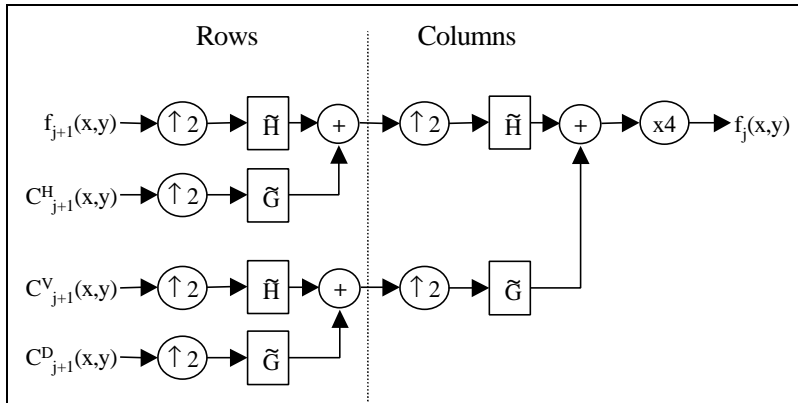 Rows Columns
f_{j+1}(x,y) ↑ 2 H̃ + ↑ 2 H̃ + x4 f_j(x,y)
C^H_{j+1}(x,y) ↑ 2 G̃
C^V_{j+1}(x,y) ↑ 2 H̃ + ↑ 2 G̃
C^D_{j+1}(x,y) ↑ 2 G̃